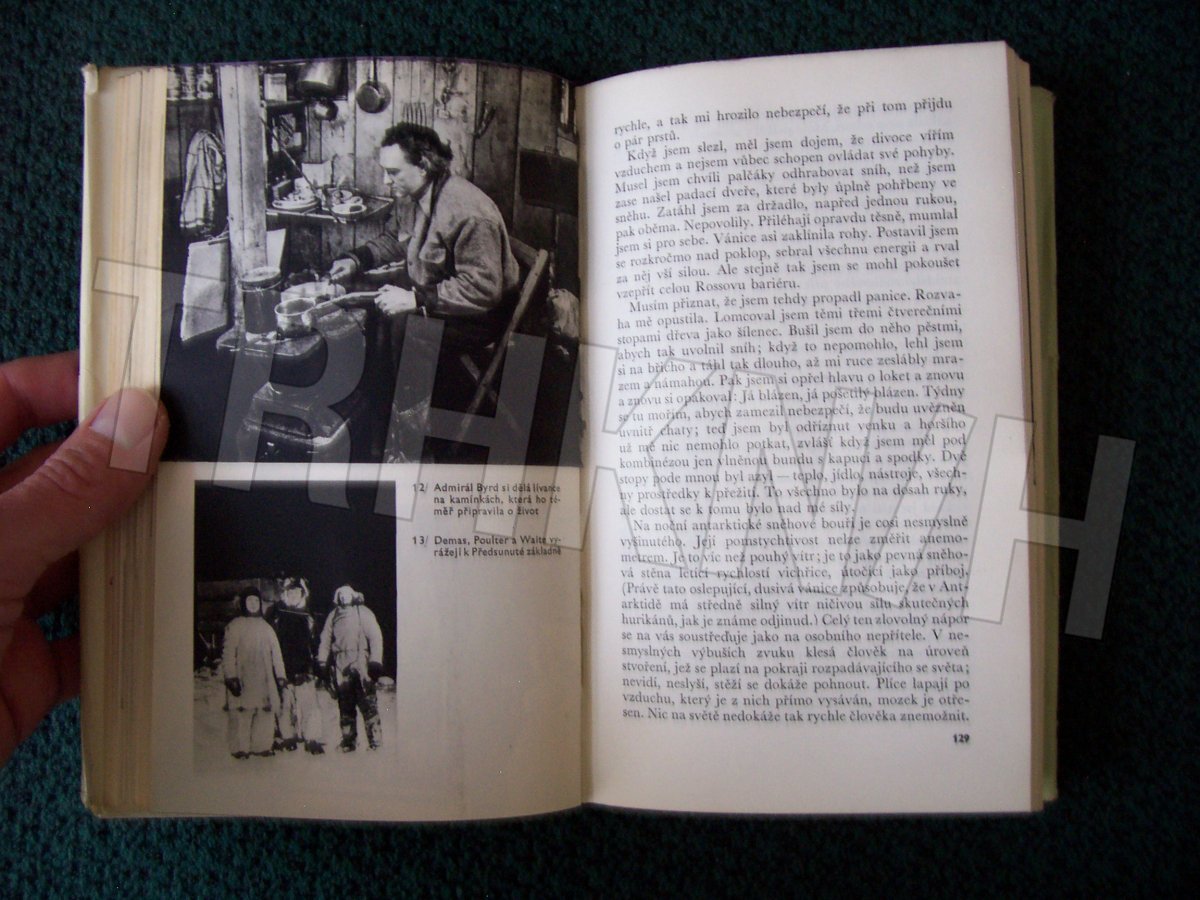 12/ Admirál Byrd si dělá lívance
na kamínkách, která ho té-
měř připravila o život
13/ Demas, Poulter a Waite vy-
rážejí k Předsunuté základně
rychle, a tak mi hrozilo nebezpečí, že při tom přijdu
o pár prstů.
Když jsem slezl, měl jsem dojem, že divoce vířím
vzduchem a nejsem vůbec schopen ovládat své pohyby.
Musel jsem chvíli palčáky odhrabovat sníh, než jsem
zase našel padací dveře, které byly úplně pohřbeny ve
sněhu. Zatáhl jsem za držadlo, napřed jednou rukou,
pak oběma. Nepovolily. Přiléhají opravdu těsně, mumlal
jsem si pro sebe. Vánice asi zaklínila rohy. Postavil jsem
se rozkročmo nad poklop, sebral všechnu energii a rval
za něj vší silou. Ale stejně tak jsem se mohl pokoušet
vzepřít celou Rossovu bariéru.
Musím přiznat, že jsem tehdy propadl panice. Rozva-
ha mě opustila. Lomcoval jsem těmi třemi čtverečními
stopami dřeva jako šílenec. Bušil jsem do něho pěstmi,
abych tak uvolnil sníh; když to nepomohlo, lehl jsem
si na břicho a táhl tak dlouho, až mi ruce zeslábly mra-
zem a námahou. Pak jsem si opřel hlavu o loket a znovu
a znovu si opakoval: Já blázen, já pošetilý blázen. Týdny
se tu mořím, abych zamezil nebezpečí, že budu uvězněn
uvnitř chaty; teď jsem byl odříznut venku a horšího
už mě nic nemohlo potkat, zvlášť když jsem měl pod
kombinézou jen vlněnou bundu s kapucí a spodky. Dvě
stopy pode mnou byl azyl — teplo, jídlo, nástroje, všech-
ny prostředky k přežití. To všechno bylo na dosah ruky,
ale dostat se k tomu bylo nad mé síly.
Na noční antarktické sněhové bouři je cosi nesmyslně
vyšinutého. Její pomstychtivost nelze změřit anemo-
metrem. Je to víc než pouhý vítr; je to jako pevná sněho-
vá stěna letící rychlostí vichřice, útočící jako příboj.
(Právě tato oslepující, dusivá vánice způsobuje, že v Ant-
arktidě má středně silný vítr ničivou sílu skutečných
hurikánů, jak je známe odjinud.) Celý ten zlovolný nápor
se na vás soustřeďuje jako na osobního nepřítele. V ne-
smyslných výbuších zvuku klesá člověk na úroveň
stvoření, jež se plazí na pokraji rozpadávajícího se světa;
nevidí, neslyší, stěží se dokáže pohnout. Plíce lapají po
vzduchu, který je z nich přímo vysáván, mozek je otře-
sen. Nic na světě nedokáže tak rychle člověka znemožnit.
129
TRHKNIH